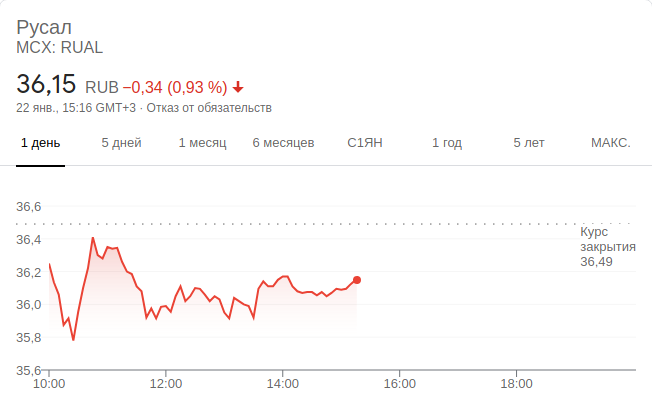 Русал
MCX: RUAL
36,15 RUB −0,34 (0,93 %) ↓
22 янв., 15:16 GMT+3 · Отказ от обязательств
1 день 5 дней 1 месяц 6 месяцев С1ЯН 1 год 5 лет МАКС.
36,6
Курс
закрытия
36,49
36,4
36,2
36,0
35,8
35,6
10:00 12:00 14:00 16:00 18:00